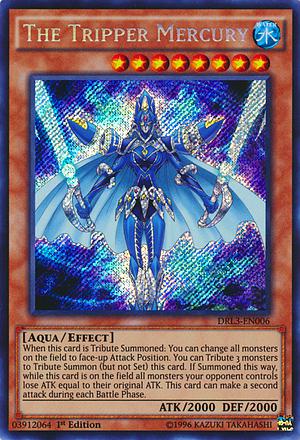 The Tripper Mercury
WATER
水
DRL3-EN006
[Aqua/Effect]
When this card is Tribute Summoned: You can change all monsters
on the field to face-up Attack Position. You can Tribute 3 monsters
to Tribute Summon (but not Set) this card. If Summoned this way,
while this card is on the field all monsters your opponent controls
lose ATK equal to their original ATK. This card can make a second
attack during each Battle Phase.
ATK/2000 DEF/2000
03912064 1st Edition ©1996 KAZUKI TAKAHASHI